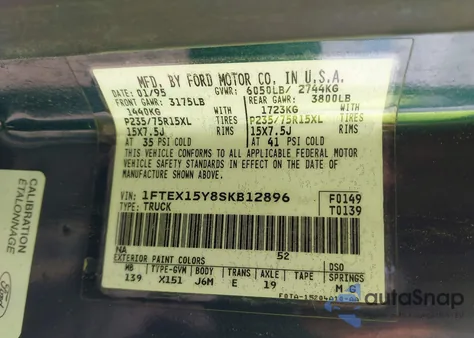 MFD. BY FORD MOTOR CO. IN U.S.A.
DATE: 01/95 GVWR: 6050LB/ 2744KG
FRONT GAWR: 3175LB REAR GAWR: 3800LB
1440KG WITH 1723KG WITH
P235/75R15XL TIRES P235/75R15XL TIRES
15X7.5J RIMS 15X7.5J RIMS
AT 35 PSI COLD AT 41 PSI COLD
THIS VEHICLE CONFORMS TO ALL APPLICABLE FEDERAL MOTOR
VEHICLE SAFETY STANDARDS IN EFFECT ON THE DATE OF
MANUFACTURE SHOWN ABOVE.
VIN: 1FTEX15Y8SKB12896 F0149
TYPE: TRUCK T0139
NA 52
EXTERIOR PAINT COLORS DSO
WB TYPE-GVW BODY TRANS AXLE TAPE SPRINGS
139 X151 J6M E 19 M G
CALIBRATION
ETALONNAGE
Ford
autoSnap